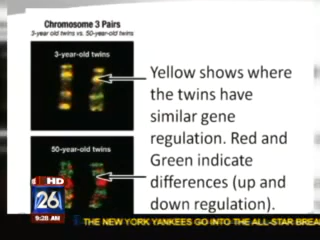 Chromosome 3 Pairs
3-year old twins vs. 50-year-old twins
3-year-old twins
50-year-old twins
Yellow shows where
the twins have
similar gene
regulation. Red and
Green indicate
differences (up and
down regulation).
HD
26
9:28 AM
THE NEW YORK YANKEES GO INTO THE ALL-STAR BREA